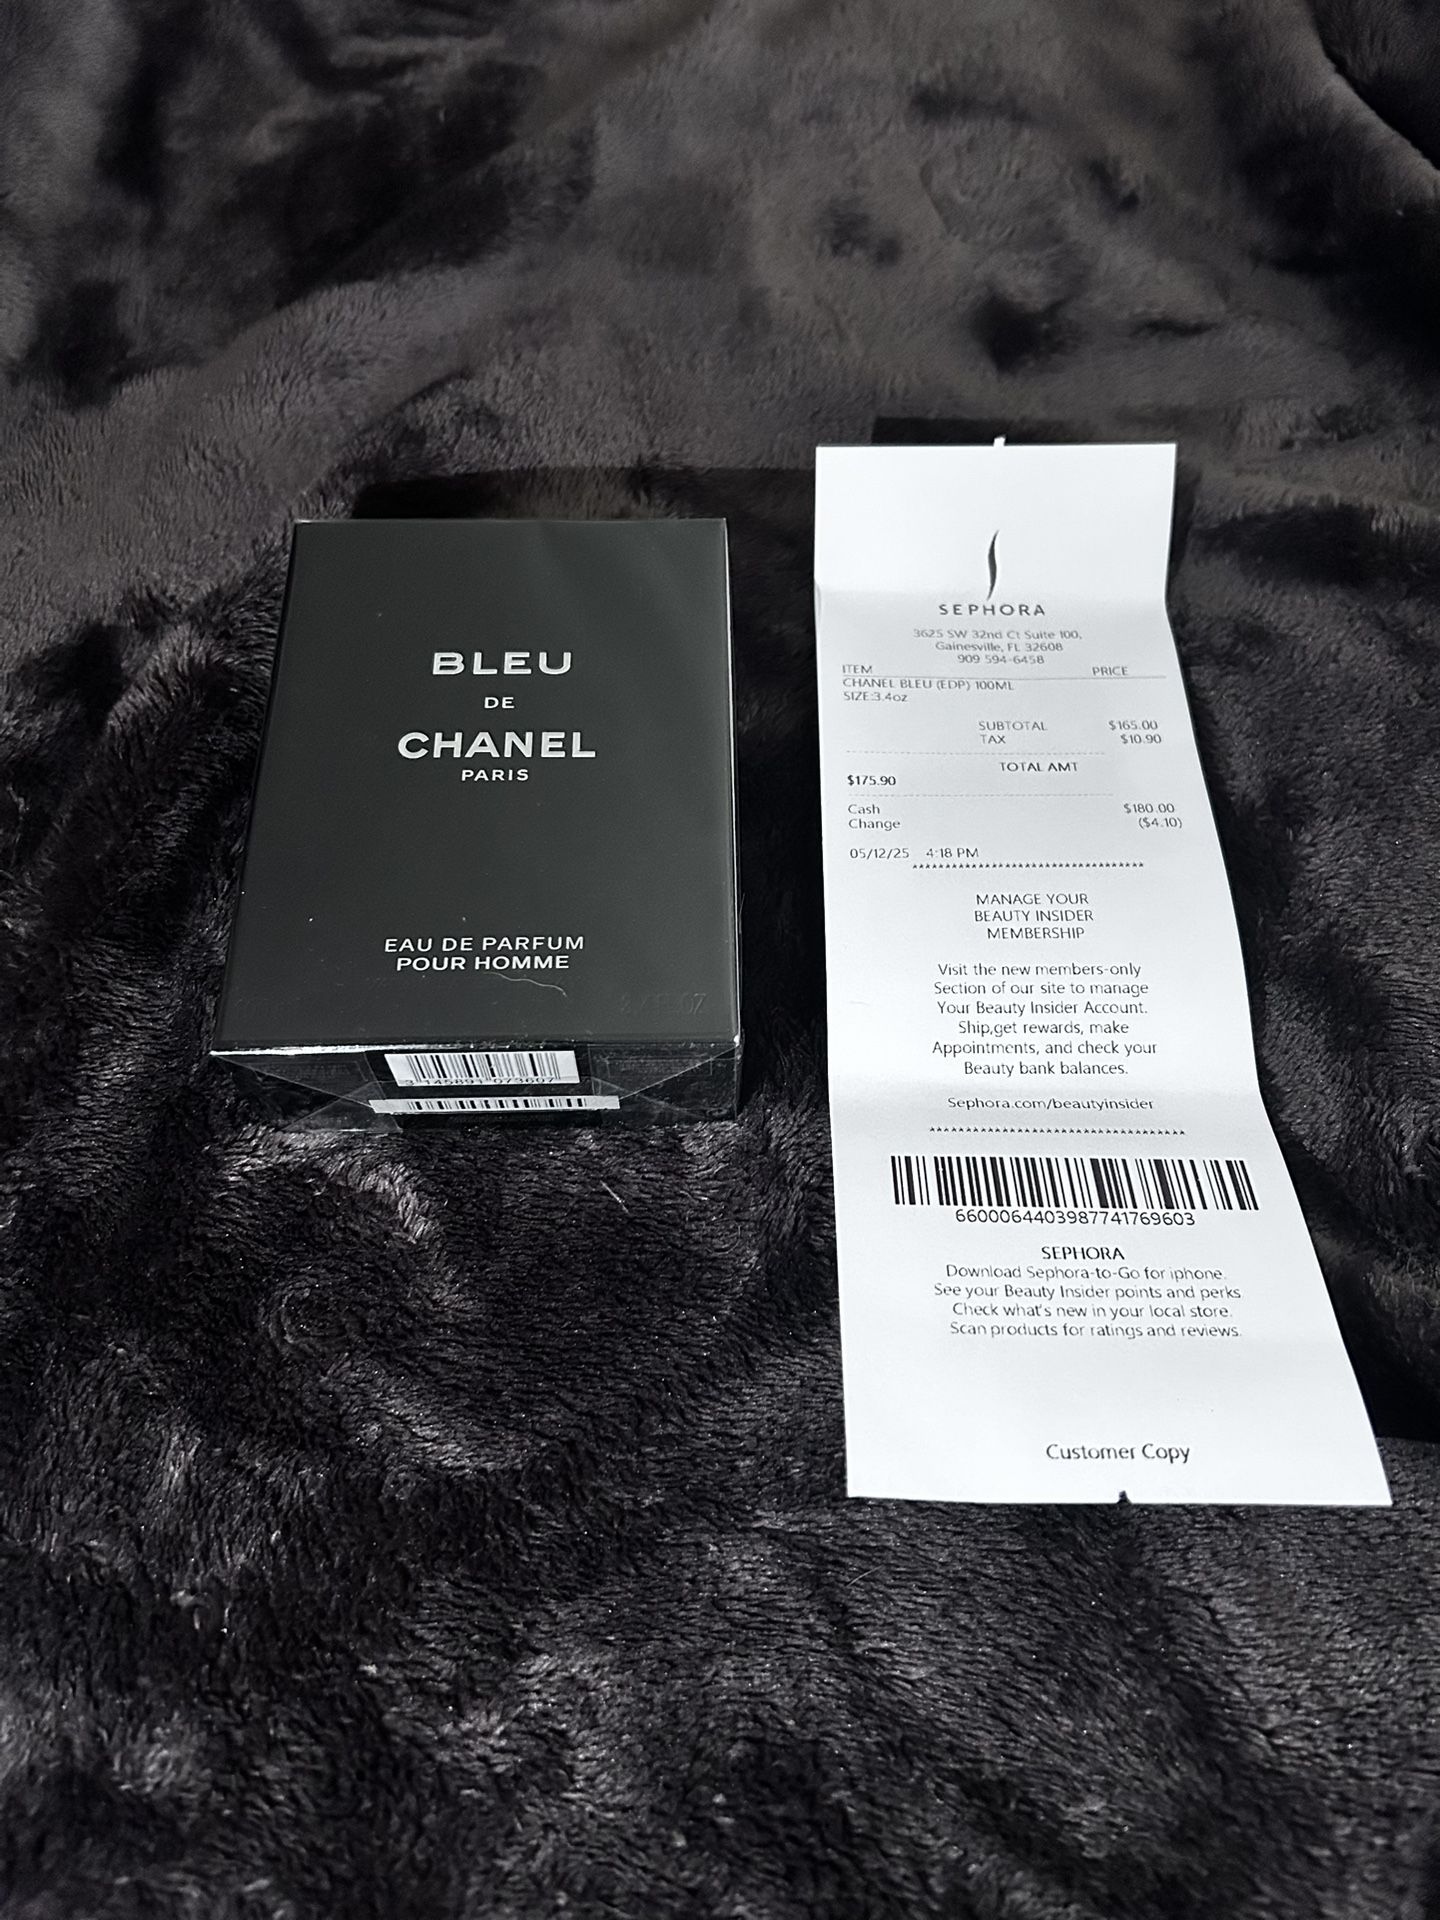 BLEU
DE
CHANEL
PARIS
EAU DE PARFUM
POUR HOMME
3 145891 073607
SEPHORA
3625 SW 32nd Ct Suite 100,
Gainesville, FL 32608
909 594-6458
ITEM PRICE
CHANEL BLEU (EDP) 100ML
SIZE:3.4oz
SUBTOTAL $165.00
TAX $10.90
TOTAL AMT
$175.90
Cash $180.00
Change ($4.10)
05/12/25 4:18 PM
***********************************
MANAGE YOUR
BEAUTY INSIDER
MEMBERSHIP
Visit the new members-only
Section of our site to manage
Your Beauty Insider Account.
Ship,get rewards, make
Appointments, and check your
Beauty bank balances.
Sephora.com/beautyinsider
***********************************
6600064403987741769603
SEPHORA
Download Sephora-to-Go for iphone.
See your Beauty Insider points and perks
Check what's new in your local store.
Scan products for ratings and reviews.
Customer Copy